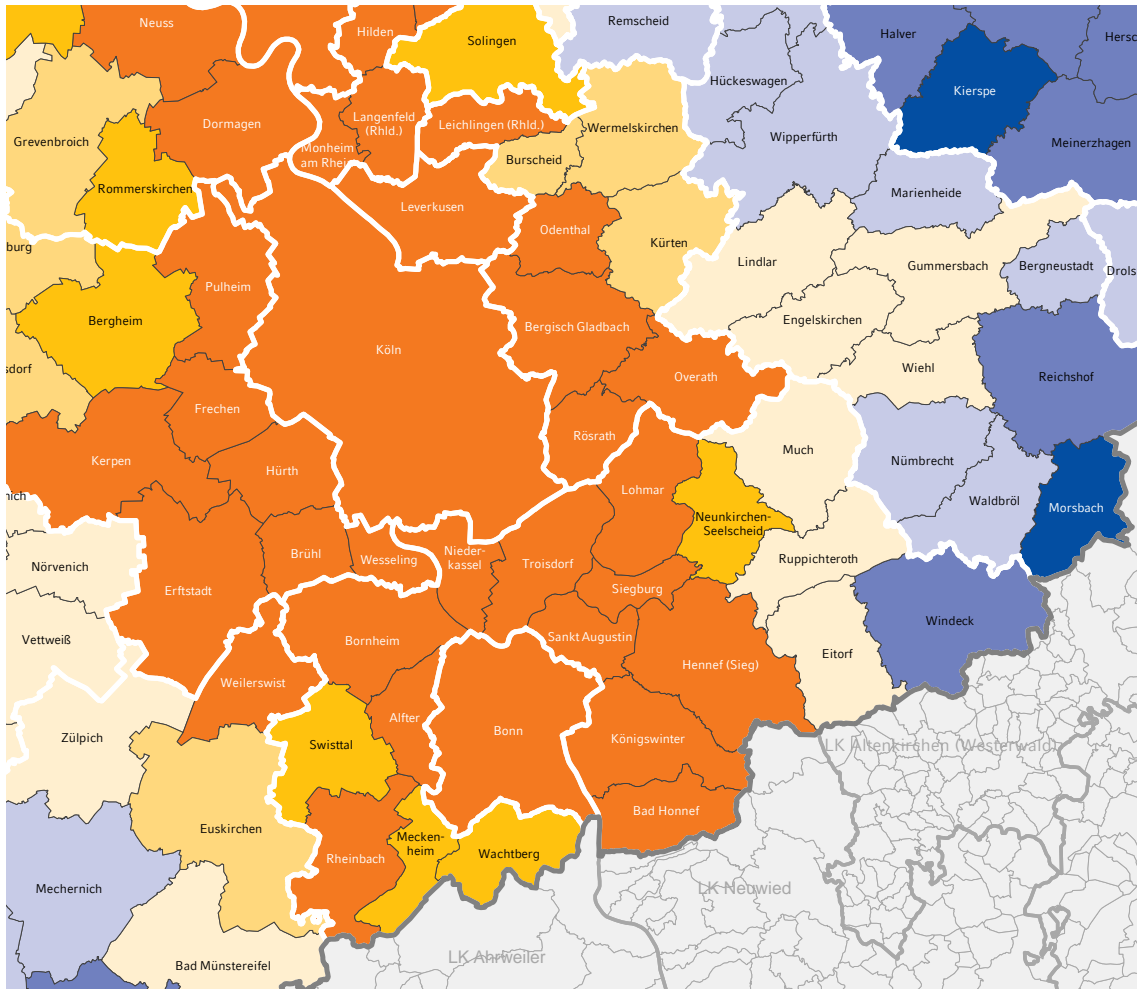 Neuss
Hilden
Solingen
Remscheid
Halver
Hersc
Hückeswagen
Kierspe
Dormagen
Langenfeld
(Rhld.)
Leichlingen (Rhld.)
Wermelskirchen
Wipperfürth
Meinerzhagen
Grevenbroich
Monheim
am Rhein
Burscheid
Rommerskirchen
Marienheide
Leverkusen
Odenthal
Kürten
burg
Lindlar
Gummersbach
Bergneustadt
Drols
Pulheim
Bergheim
Bergisch Gladbach
Engelskirchen
Köln
sdorf
Overath
Wiehl
Reichshof
Frechen
Rösrath
Much
Kerpen
Hürth
Nümbrecht
Lohmar
nich
Waldbröl
Morsbach
Neunkirchen-
Seelscheid
Brühl
Wesseling
Nieder-
kassel
Troisdorf
Ruppichteroth
Nörvenich
Erftstadt
Siegburg
Windeck
Vettweiß
Bornheim
Sankt Augustin
Eitorf
Hennef (Sieg)
Weilerswist
Alfter
Zülpich
Swisttal
Bonn
Königswinter
LK Altenkirchen (Westerwald)
Bad Honnef
Euskirchen
Mecken-
heim
Rheinbach
Wachtberg
Mechernich
LK Neuwied
LK Ahrweiler
Bad Münstereifel